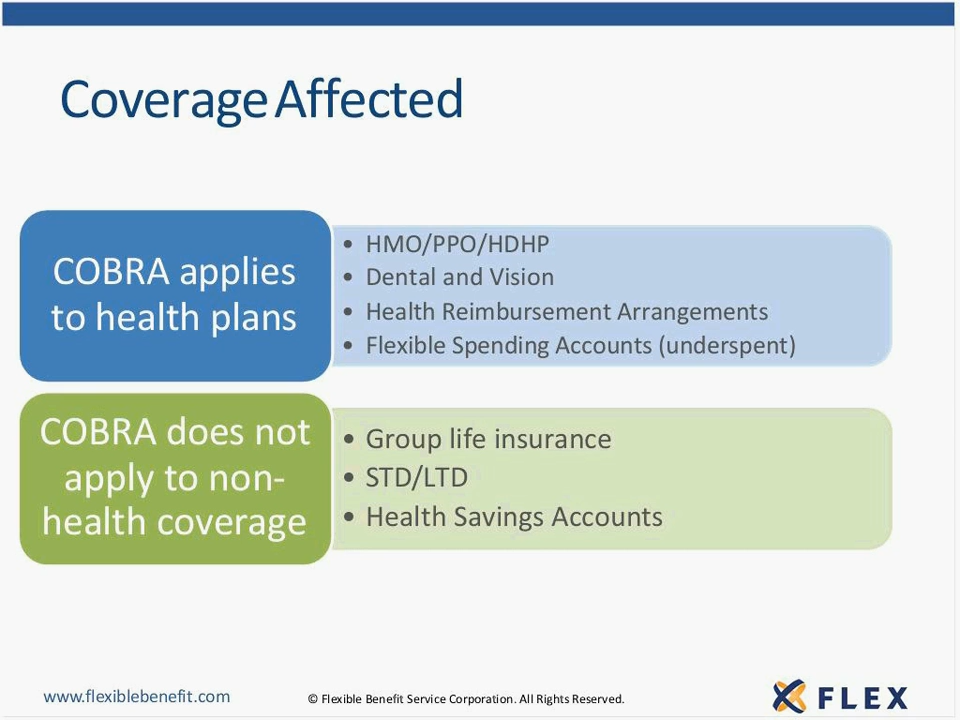 Coverage Affected
COBRA applies
to health plans
• HMO/PPO/HDHP
• Dental and Vision
• Health Reimbursement Arrangements
• Flexible Spending Accounts (underspent)
COBRA does not
apply to non-
health coverage
• Group life insurance
• STD/LTD
• Health Savings Accounts
www.flexiblebenefit.com
© Flexible Benefit Service Corporation. All Rights Reserved.
FLEX